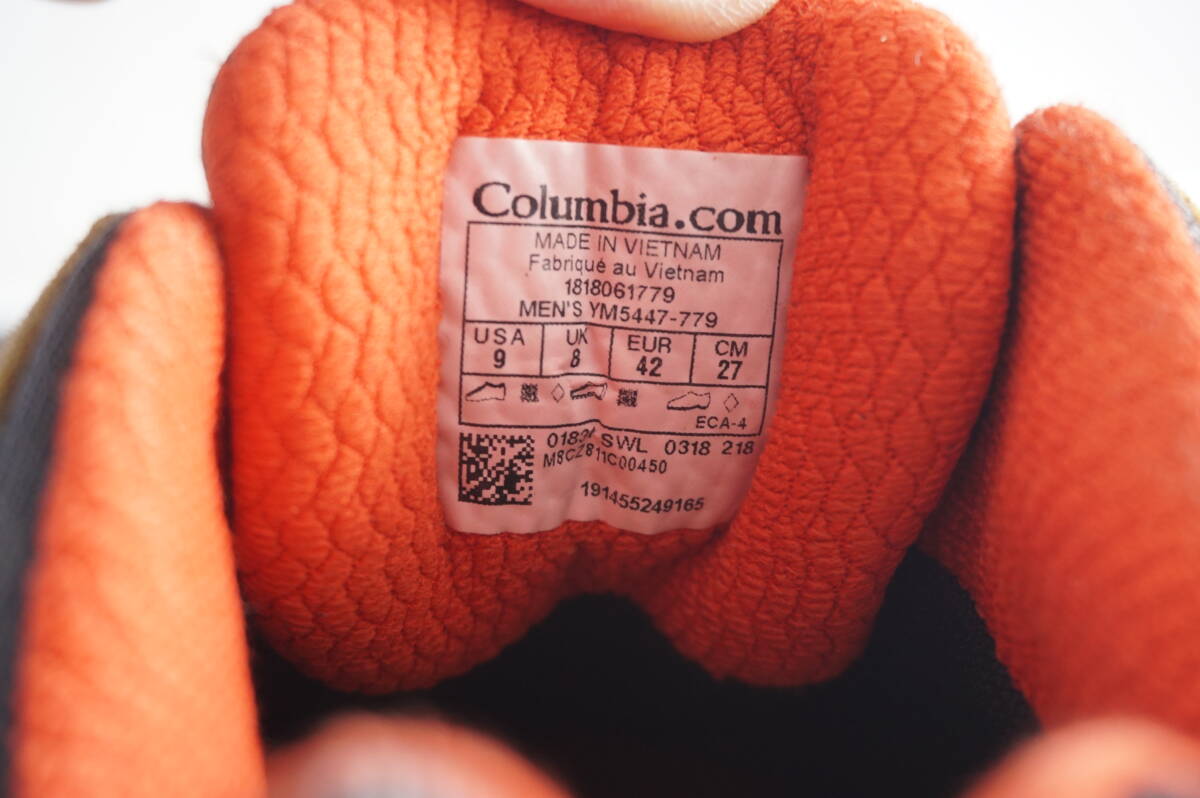 Columbia.com
MADE IN VIETNAM
Fabriqué au Vietnam
1818061779
MEN'S YM5447-779
USA UK EUR CM
9 8 42 27
ECA-4
SWL 0318 218
M8CZ811C00450
191455249165